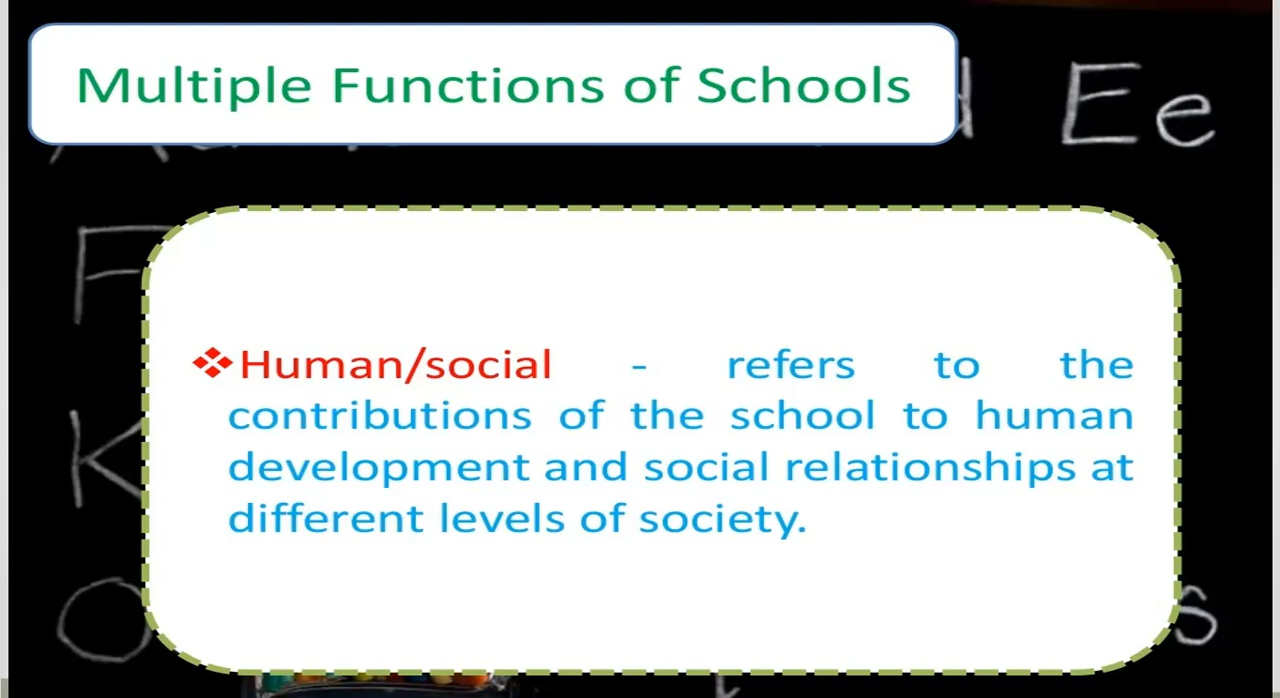 Multiple Functions of Schools
Ee
F
❖Human/social - refers to the
contributions of the school to human
K
development and social relationships at
different levels of society.
O
s